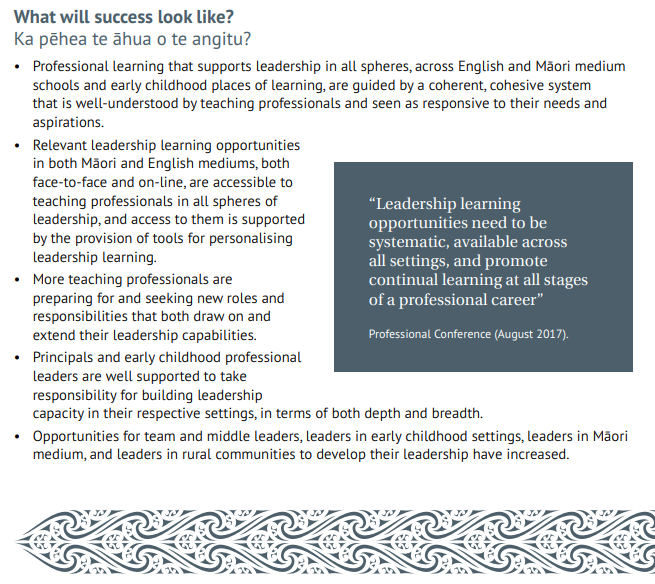 What will success look like?
Ka pēhea te āhua o te angitu?
• Professional learning that supports leadership in all spheres, across English and Māori medium
schools and early childhood places of learning, are guided by a coherent, cohesive system
that is well-understood by teaching professionals and seen as responsive to their needs and
aspirations.
• Relevant leadership learning opportunities
in both Māori and English mediums, both
face-to-face and on-line, are accessible to
teaching professionals in all spheres of
leadership, and access to them is supported
by the provision of tools for personalising
leadership learning.
• More teaching professionals are
preparing for and seeking new roles and
responsibilities that both draw on and
extend their leadership capabilities.
• Principals and early childhood professional
leaders are well supported to take
responsibility for building leadership
capacity in their respective settings, in terms of both depth and breadth.
• Opportunities for team and middle leaders, leaders in early childhood settings, leaders in Māori
medium, and leaders in rural communities to develop their leadership have increased.
“Leadership learning
opportunities need to be
systematic, available across
all settings, and promote
continual learning at all stages
of a professional career”
Professional Conference (August 2017).